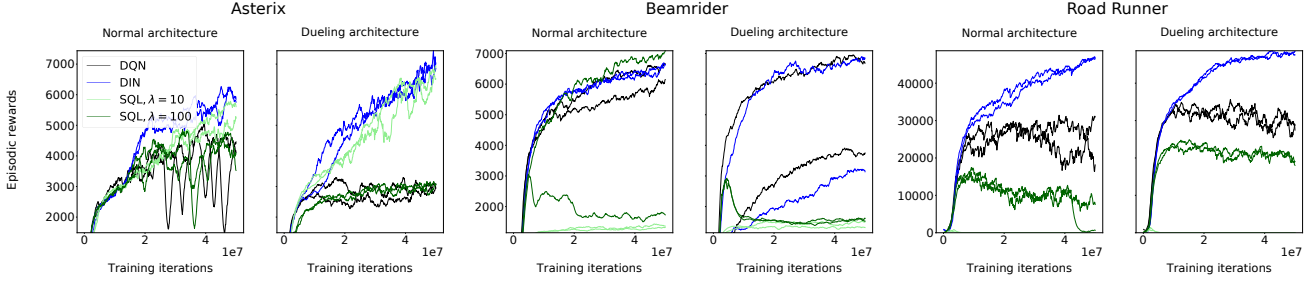 Asterix
Beamrider
Road Runner
Normal architecture
Dueling architecture
Normal architecture
Dueling architecture
Normal architecture
Dueling architecture
Episodic rewards
7000
6000
5000
4000
3000
2000
DQN
DIN
SQL, λ = 10
SQL, λ = 100
7000
6000
5000
4000
3000
2000
40000
30000
20000
10000
0
0 2 4
1e7
0 2 4
1e7
0 2 4
1e7
0 2 4
1e7
0 2 4
1e7
0 2 4
1e7
Training iterations
Training iterations
Training iterations
Training iterations
Training iterations
Training iterations